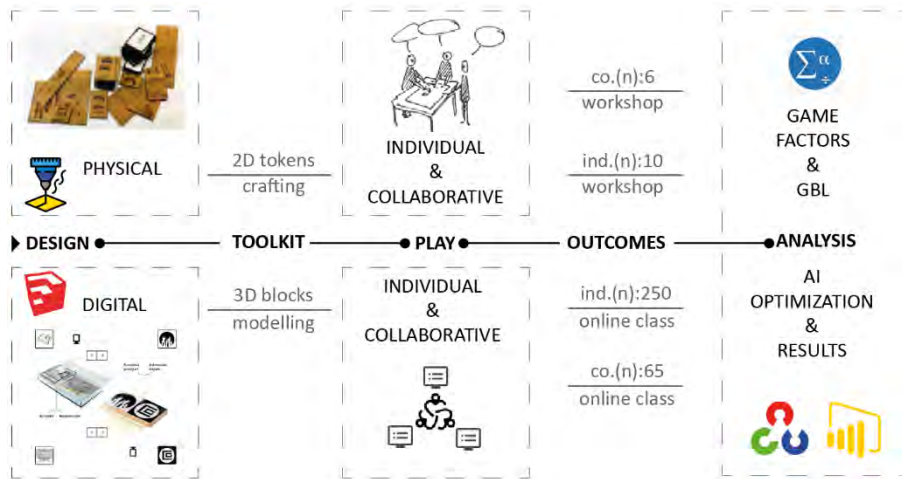 PHYSICAL
2D tokens
crafting
INDIVIDUAL
&
COLLABORATIVE
co.(n):6
workshop
ind.(n):10
workshop
GAME
FACTORS
&
GBL
DESIGN
TOOLKIT
PLAY
OUTCOMES
ANALYSIS
DIGITAL
3D blocks
modelling
INDIVIDUAL
&
COLLABORATIVE
ind.(n):250
online class
co.(n):65
online class
AI
OPTIMIZATION
&
RESULTS